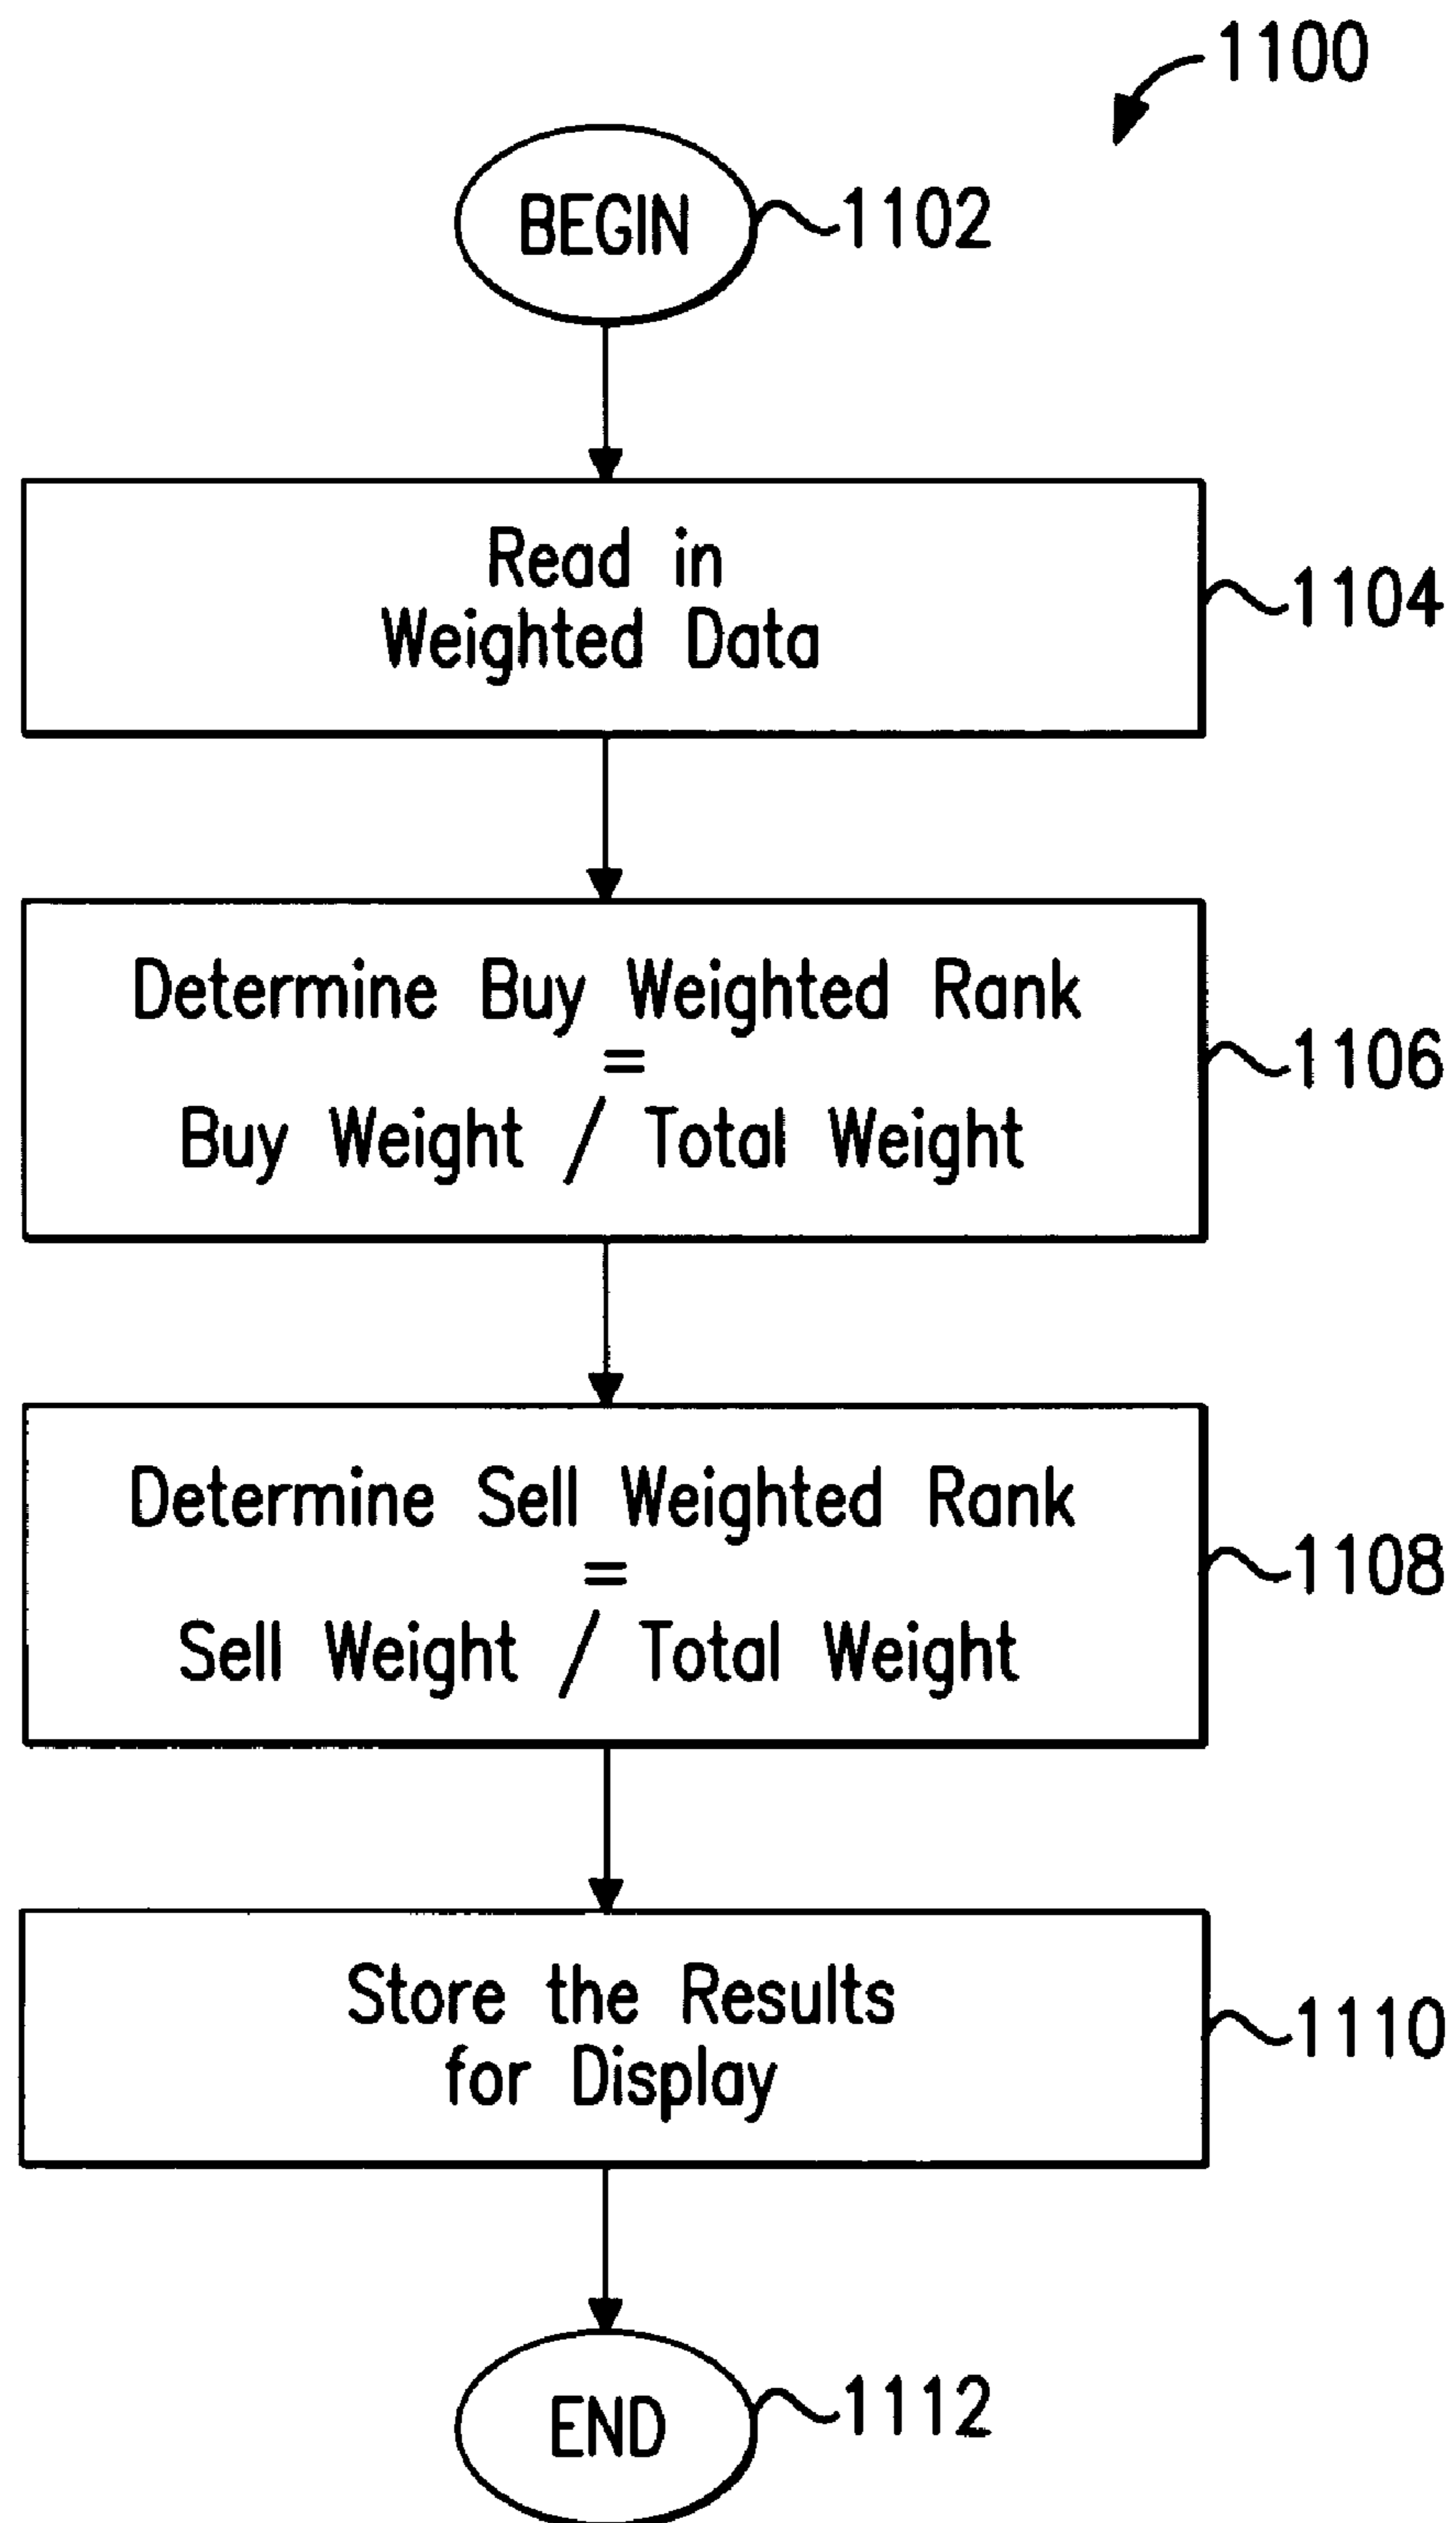 1100
BEGIN
1102
Read in
Weighted Data
1104
Determine Buy Weighted Rank
=
Buy Weight / Total Weight
1106
Determine Sell Weighted Rank
=
Sell Weight / Total Weight
1108
Store the Results
for Display
1110
END
1112